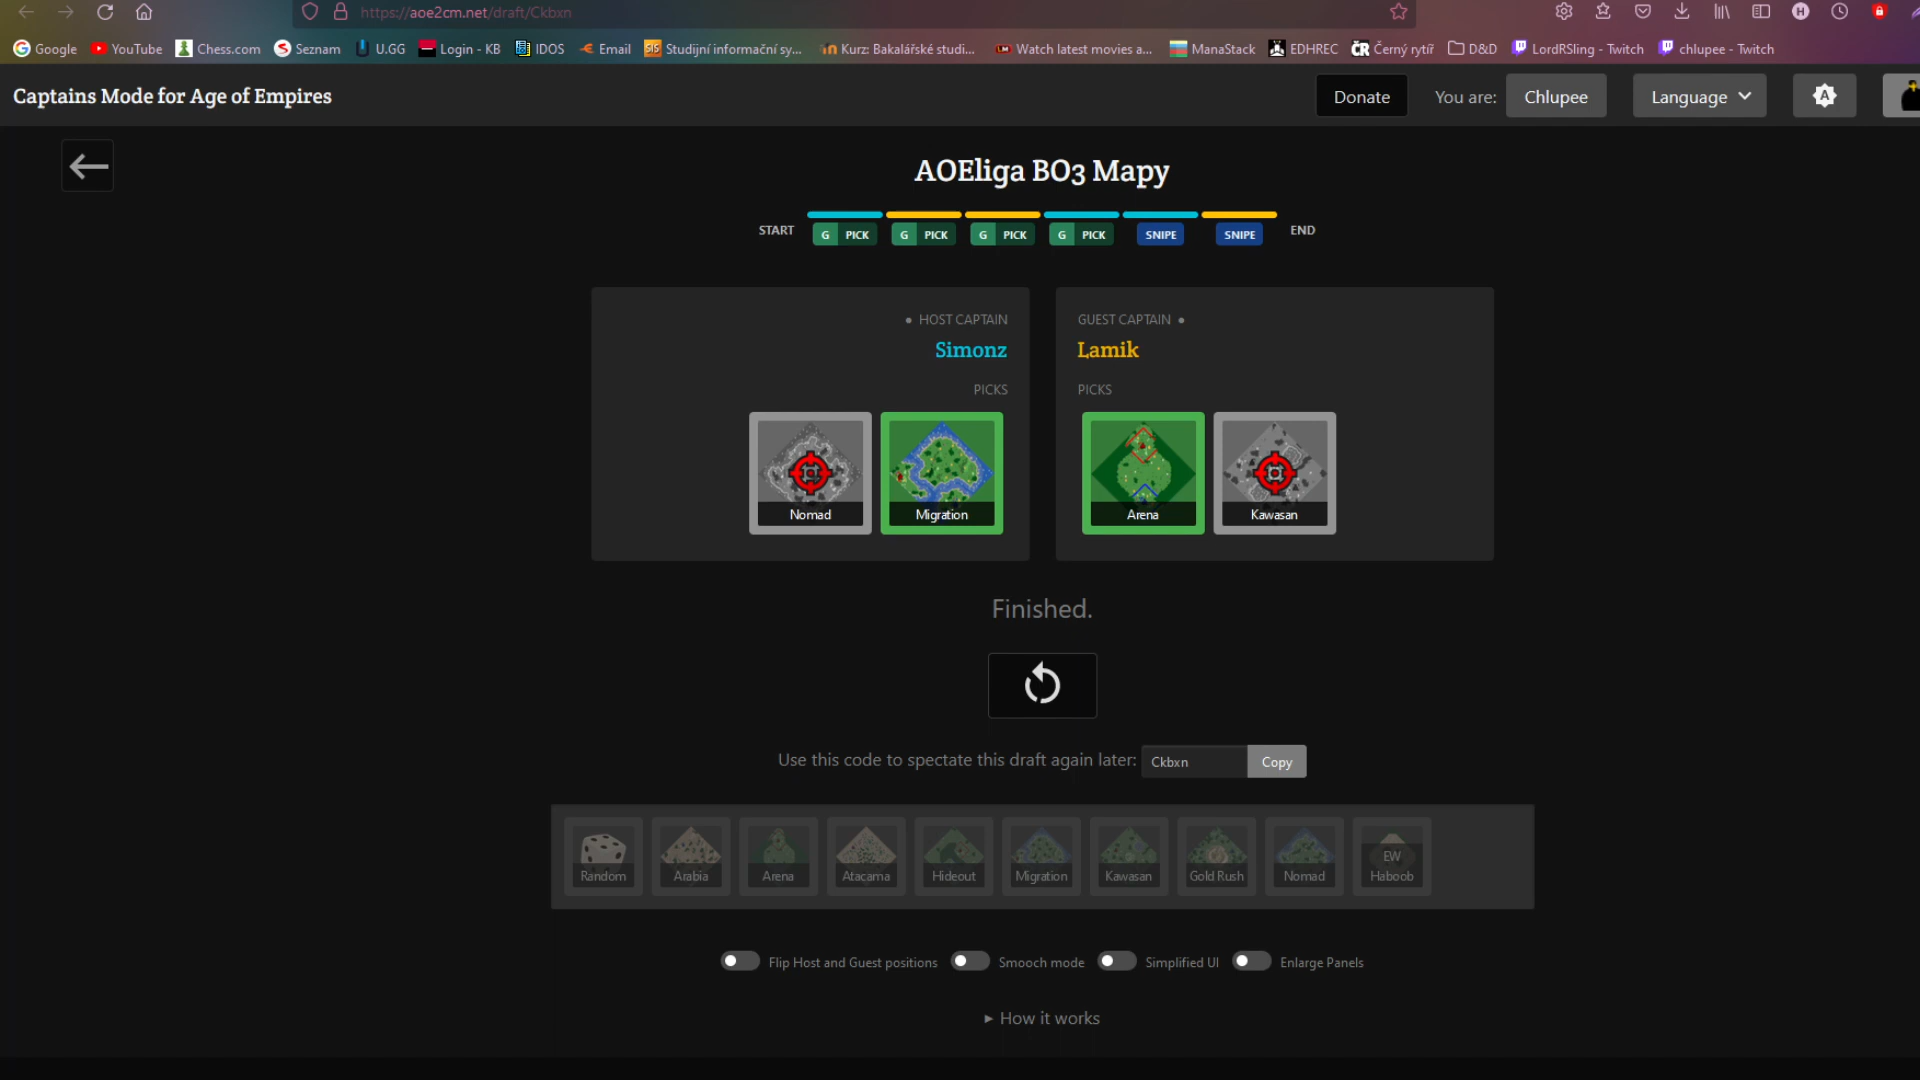 https://aoe2cm.net/draft/Ckbxn
Google YouTube Chess.com Seznam U.GG Login - KB IDOS Email Studijní informační sy... Kurz: Bakalářské studi... Watch latest movies a... ManaStack EDHREC Černý rytíř D&D LordRSling - Twitch chlupee - Twitch
Captains Mode for Age of Empires Donate You are: Chlupee Language A
AOEliga BO3 Mapy
START G PICK G PICK G PICK G PICK SNIPE SNIPE END
HOST CAPTAIN
Simonz
PICKS
Nomad Migration
GUEST CAPTAIN
Lamik
PICKS
Arena Kawasan
Finished.
Use this code to spectate this draft again later: Ckbxn Copy
Random Arabia Arena Atacama Hideout Migration Kawasan Gold Rush Nomad EW Haboob
Flip Host and Guest positions Smooch mode Simplified UI Enlarge Panels
► How it works